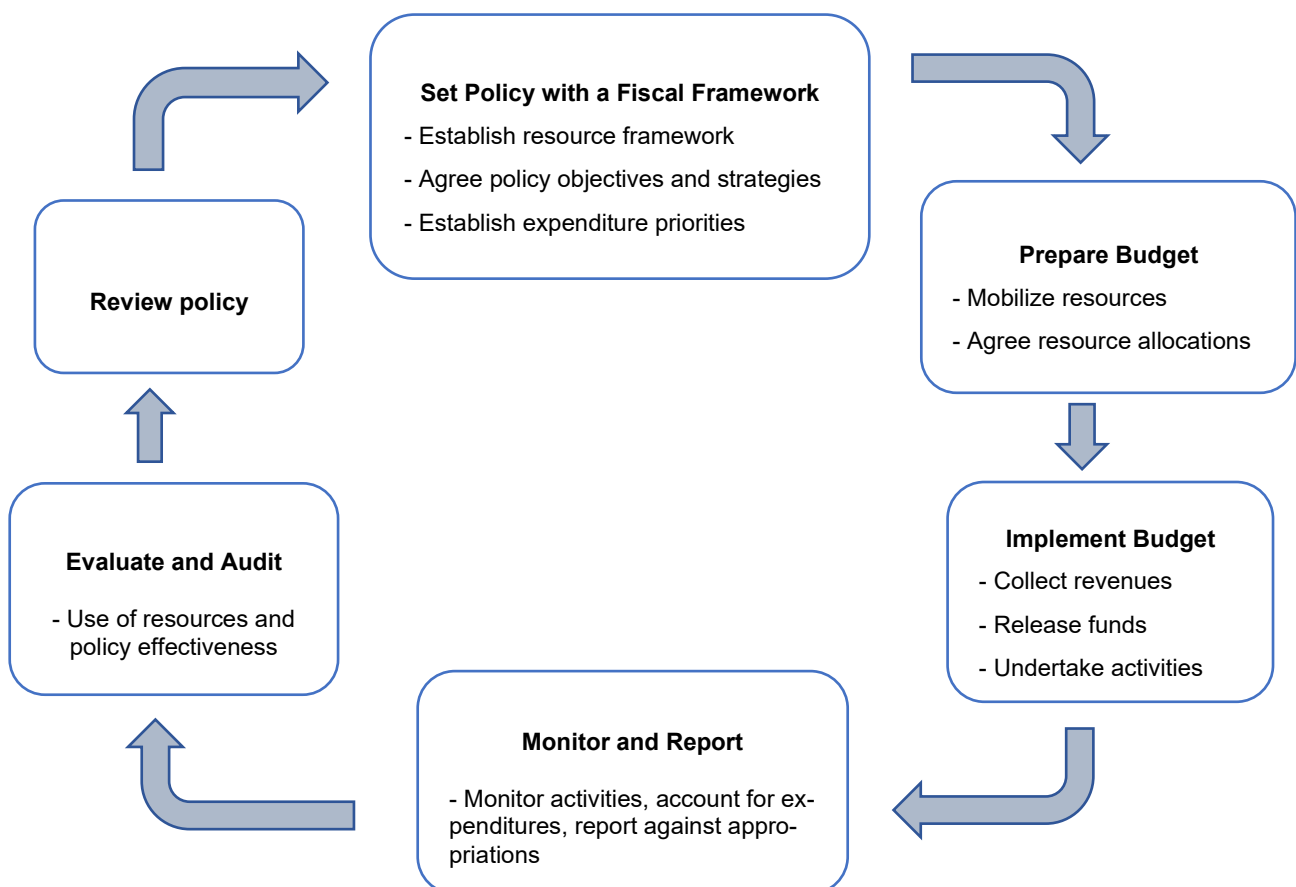 Set Policy with a Fiscal Framework
- Establish resource framework
- Agree policy objectives and strategies
- Establish expenditure priorities
Prepare Budget
- Mobilize resources
- Agree resource allocations
Implement Budget
- Collect revenues
- Release funds
- Undertake activities
Monitor and Report
- Monitor activities, account for ex-
penditures, report against appro-
priations
Evaluate and Audit
- Use of resources and
policy effectiveness
Review policy